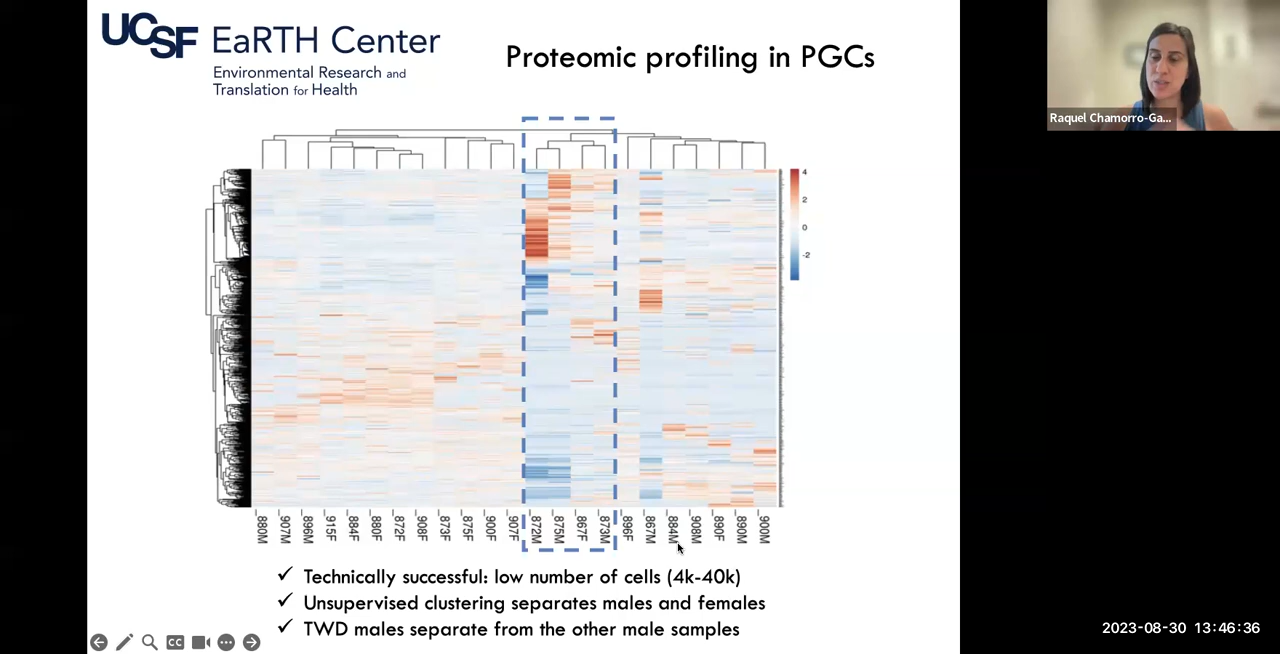 UCSF EaRTH Center
Environmental Research and
Translation for Health
Proteomic profiling in PGCs
Raquel Chamorro-Ga...
4
2
0
-2
880M 907M 896M 915F 884F 880F 872F 908F 873F 875F 900F 907F 872M 875M 867F 873M 896F 867M 884M 908M 890F 890M 900M
✓ Technically successful: low number of cells (4k-40k)
✓ Unsupervised clustering separates males and females
✓ TWD males separate from the other male samples
CC
2023-08-30 13:46:36